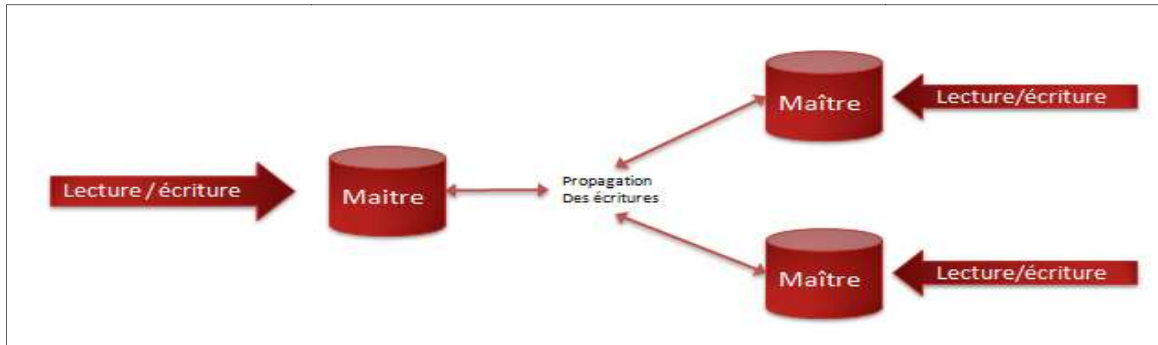 Lecture / écriture
Maitre
Propagation
Des écritures
Maître
Lecture/écriture
Maître
Lecture/écriture